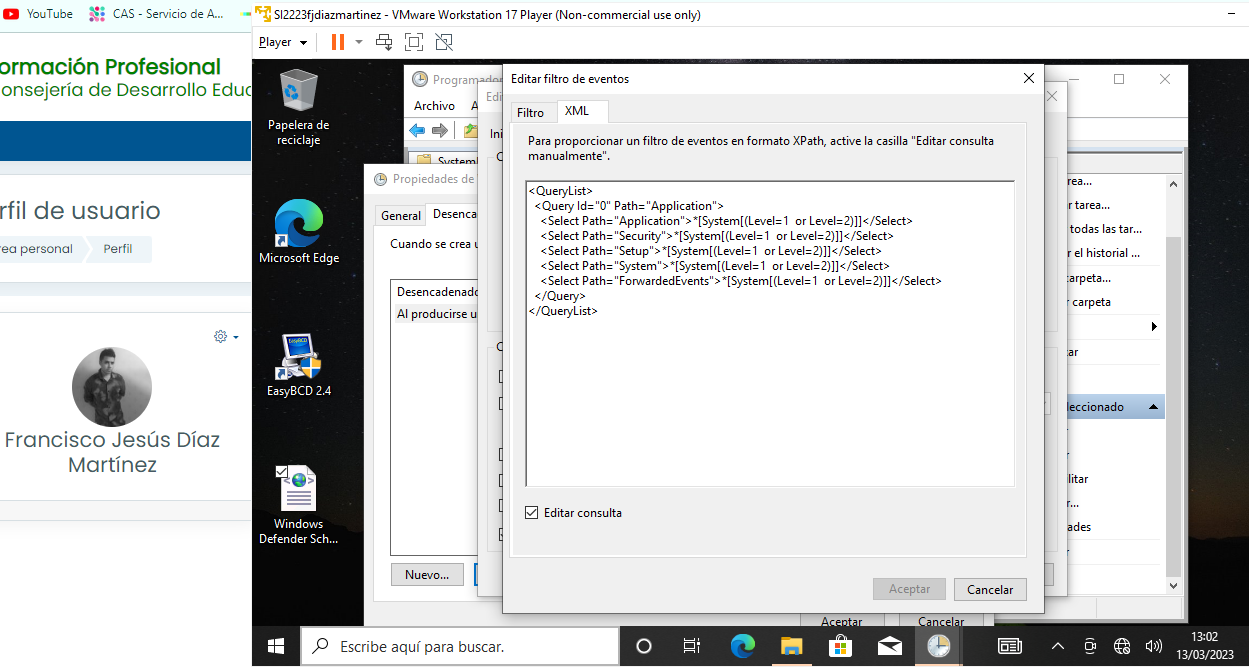 YouTube
CAS - Servicio de A...
SI2223fjdiazmartinez - VMware Workstation 17 Player (Non-commercial use only)
Player
ormación Profesional
onsejería de Desarrollo Educ
rfil de usuario
rea personal
Perfil
Francisco Jesús Díaz
Martínez
Papelera de
reciclaje
Microsoft Edge
EasyBCD 2.4
Windows
Defender Sch...
Programador
Archivo
A
System
Edi
Ini
Propiedades de
General
Desenca
Cuando se crea u
Desencadenado
Al producirse u
Nuevo...
Editar filtro de eventos
Filtro
XML
Para proporcionar un filtro de eventos en formato XPath, active la casilla "Editar consulta
manualmente".
<QueryList>
<Query Id="0" Path="Application">
<Select Path="Application">*[System[(Level=1 or Level=2)]]</Select>
<Select Path="Security">*[System[(Level=1 or Level=2)]]</Select>
<Select Path="Setup">*[System[(Level=1 or Level=2)]]</Select>
<Select Path="System">*[System[(Level=1 or Level=2)]]</Select>
<Select Path="ForwardedEvents">*[System[(Level=1 or Level=2)]]</Select>
</Query>
</QueryList>
Editar consulta
Aceptar
Cancelar
rea...
r tarea...
todas las tar...
r el historial ...
carpeta...
carpeta
ar
leccionado
litar
r...
ades
Aceptar
Cancelar
Escribe aquí para buscar.
13:02
13/03/2023